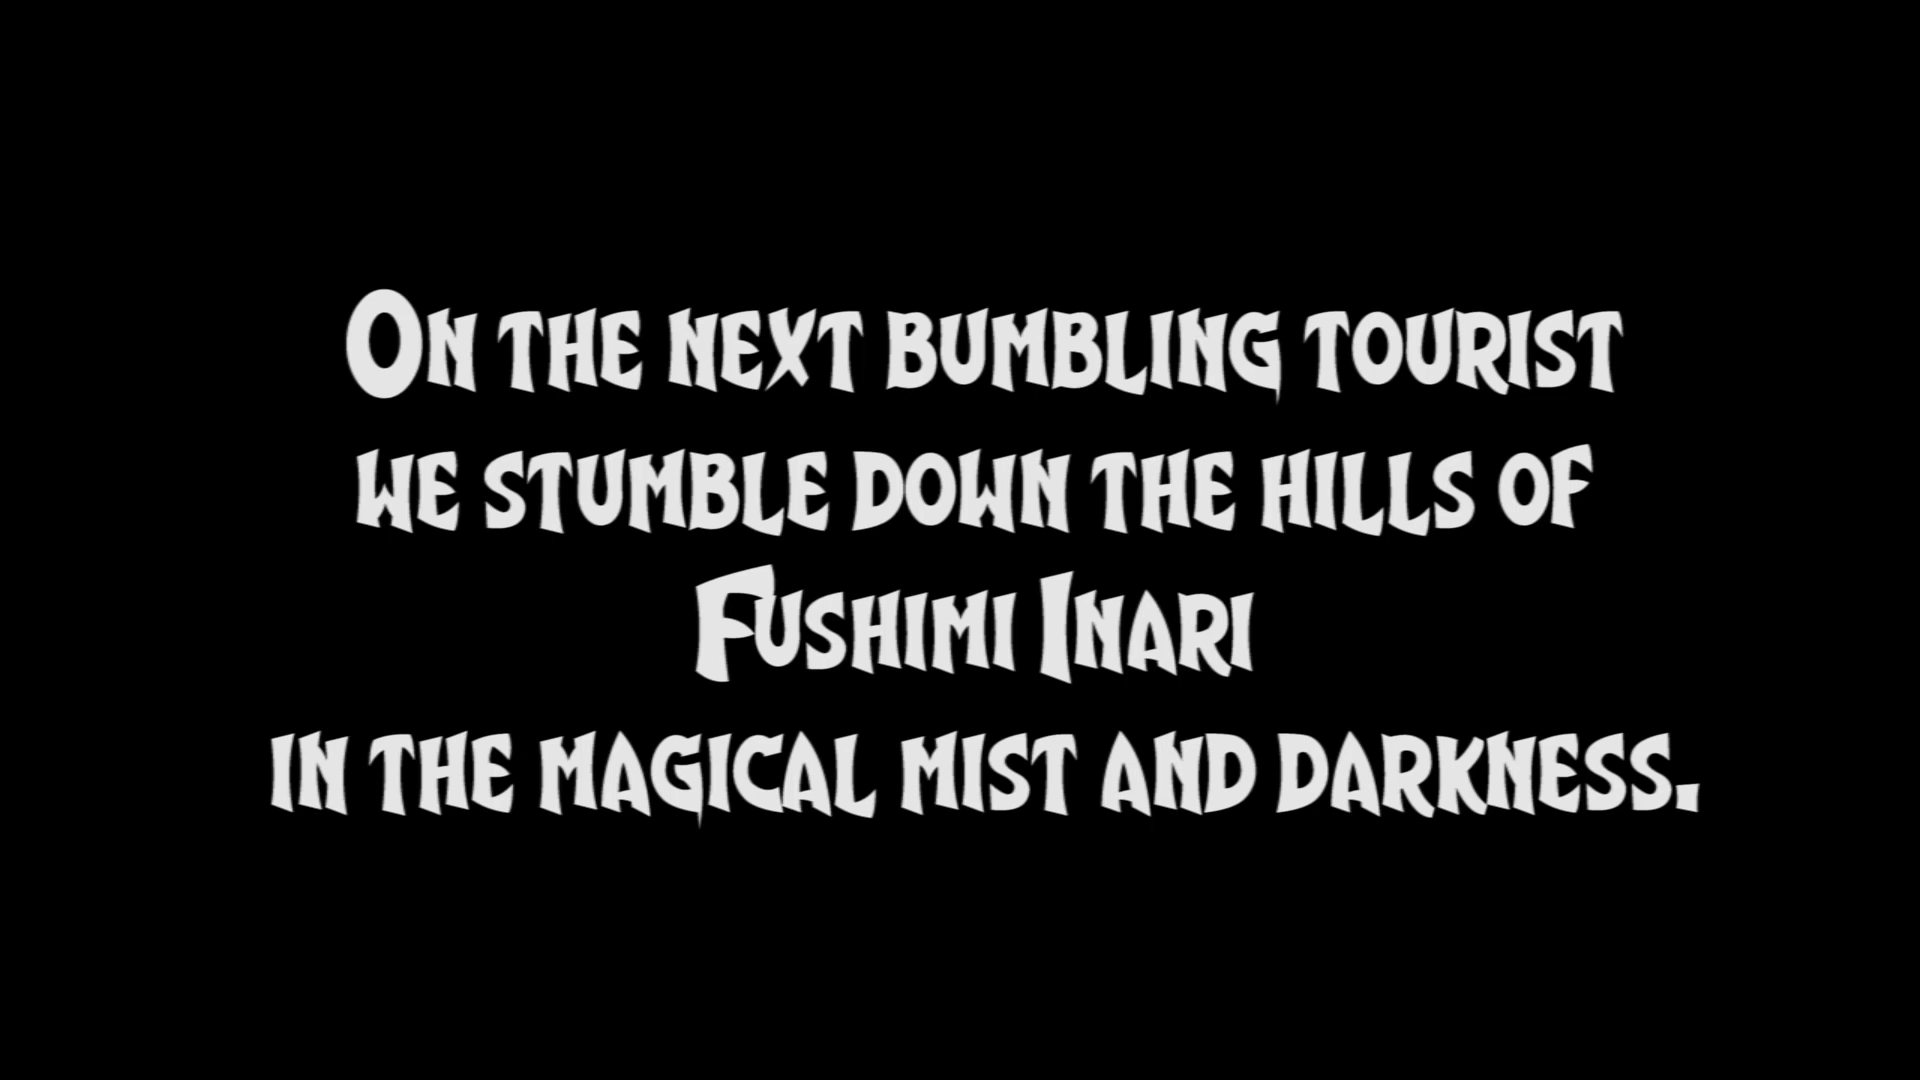 On the next bumbling tourist
we stumble down the hills of
Fushimi Inari
in the magical mist and darkness.